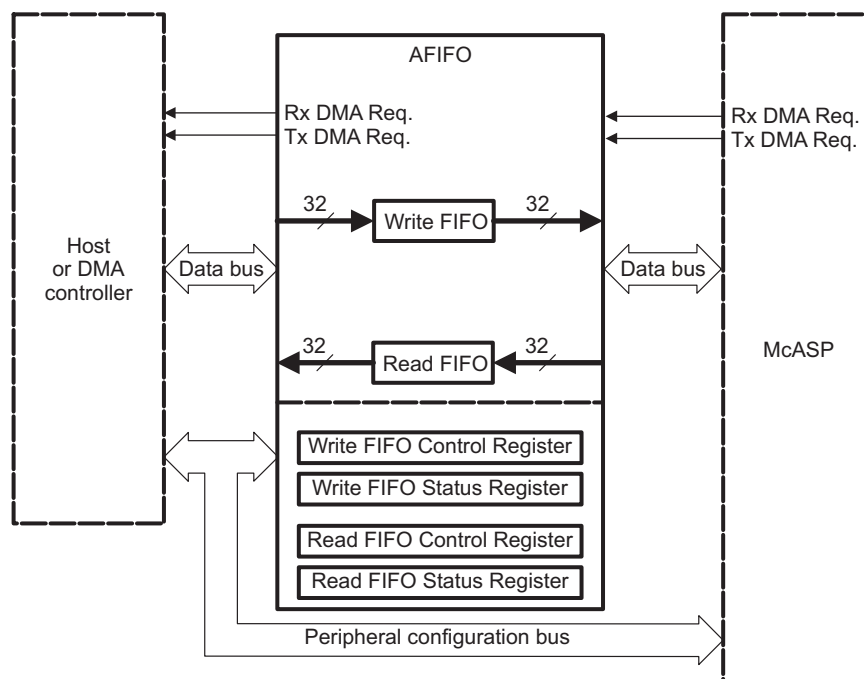 AFIFO
Rx DMA Req.
Tx DMA Req.
Rx DMA Req.
Tx DMA Req.
32
32
Write FIFO
Host
or DMA
controller
Data bus
Data bus
32
32
Read FIFO
McASP
Write FIFO Control Register
Write FIFO Status Register
Read FIFO Control Register
Read FIFO Status Register
Peripheral configuration bus